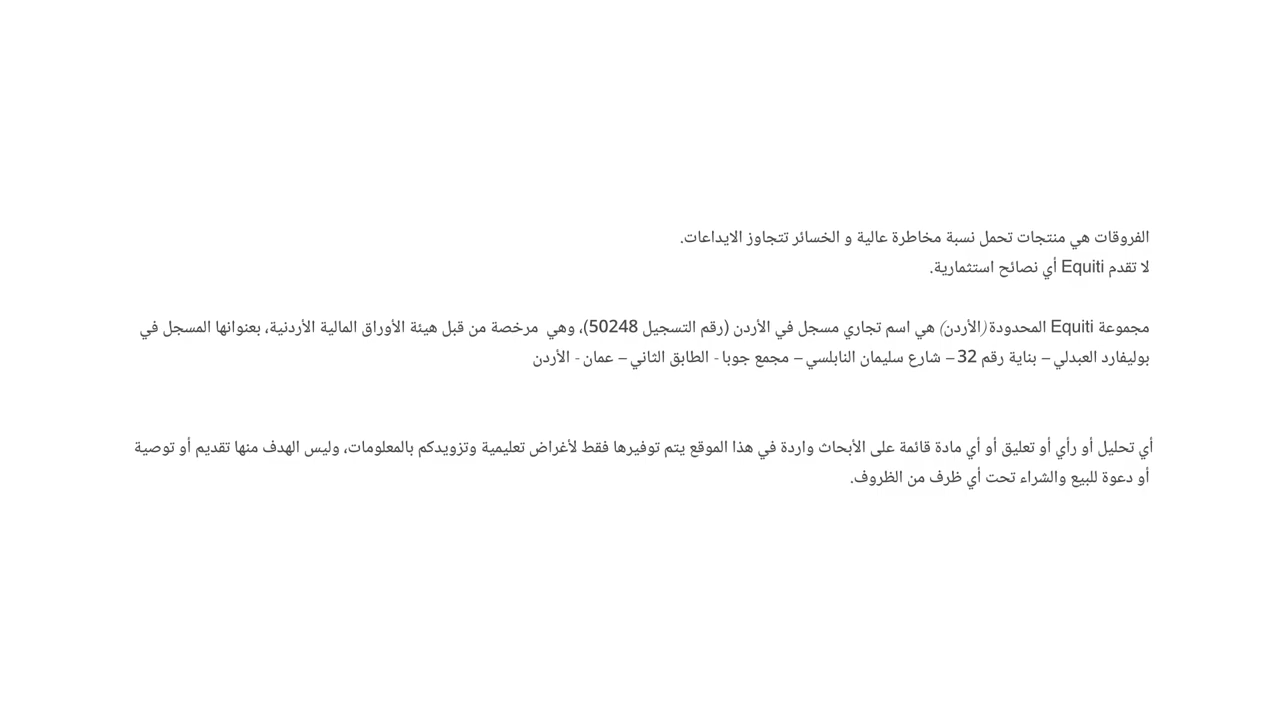 الفروقات هي منتجات تحمل نسبة مخاطرة عالية و الخسائر تتجاوز الايداعات.
لا تقدم Equiti أي نصائح استثمارية.
مجموعة Equiti المحدودة (الأردن) هي اسم تجاري مسجل في الأردن (رقم التسجيل 50248)، وهي مرخصة من قبل هيئة الأوراق المالية الأردنية، بعنوانها المسجل في
بوليفارد العبدلي – بناية رقم 32 – شارع سليمان النابلسي – مجمع جوبا - الطابق الثاني – عمان - الأردن
أي تحليل أو رأي أو تعليق أو أي مادة قائمة على الأبحاث واردة في هذا الموقع يتم توفيرها فقط لأغراض تعليمية وتزويدكم بالمعلومات، وليس الهدف منها تقديم أو توصية
أو دعوة للبيع والشراء تحت أي ظرف من الظروف.